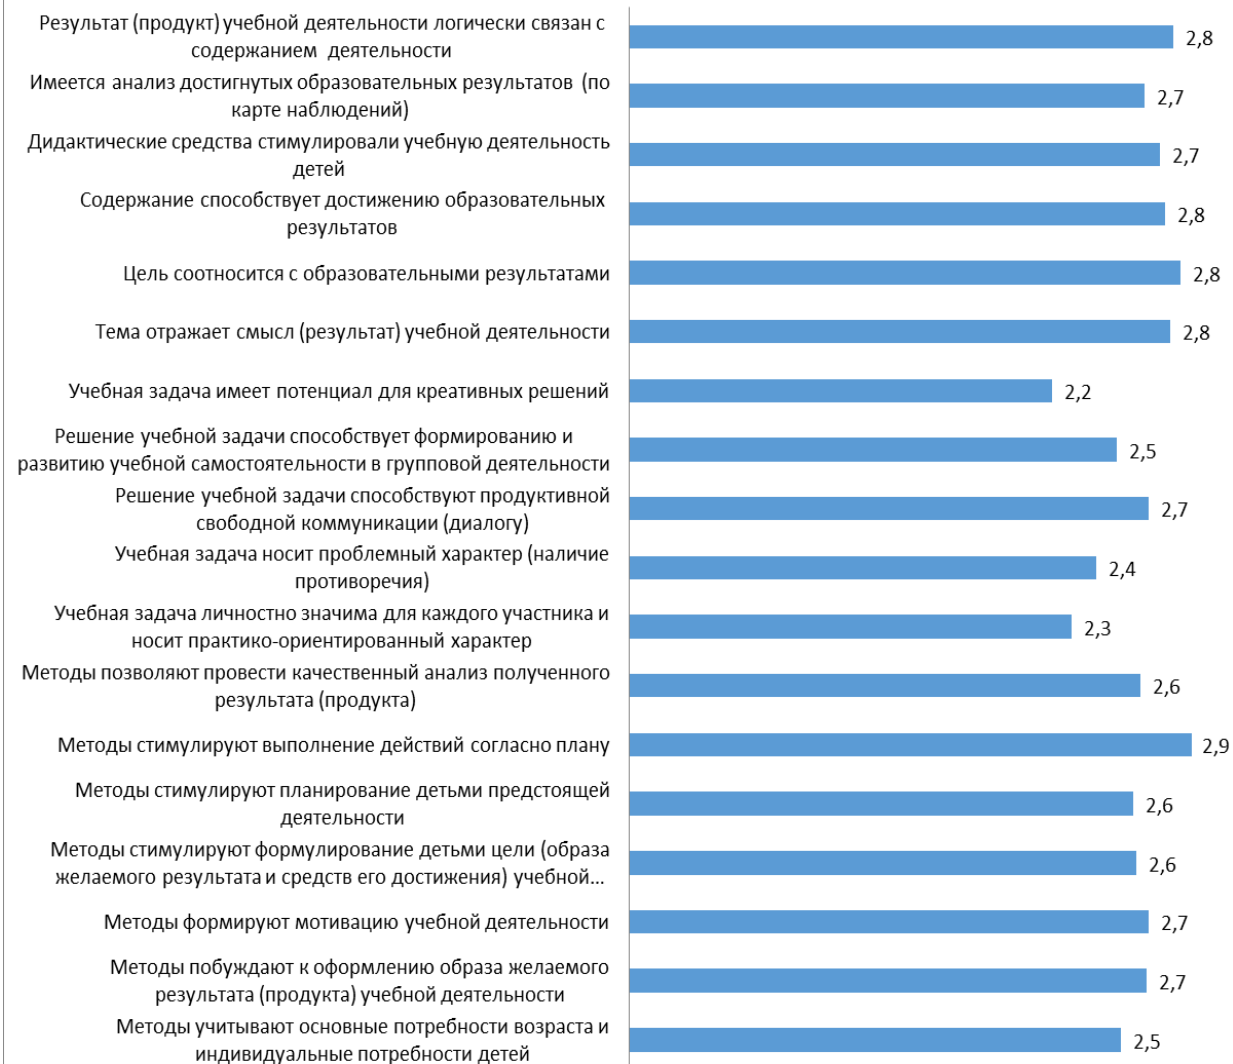 Результат (продукт) учебной деятельности логически связан с
содержанием деятельности
2,8
Имеется анализ достигнутых образовательных результатов (по
карте наблюдений)
2,7
Дидактические средства стимулировали учебную деятельность
детей
2,7
Содержание способствует достижению образовательных
результатов
2,8
Цель соотносится с образовательными результатами
2,8
Тема отражает смысл (результат) учебной деятельности
2,8
Учебная задача имеет потенциал для креативных решений
2,2
Решение учебной задачи способствует формированию и
развитию учебной самостоятельности в групповой деятельности
2,5
Решение учебной задачи способствуют продуктивной
свободной коммуникации (диалогу)
2,7
Учебная задача носит проблемный характер (наличие
противоречия)
2,4
Учебная задача личностно значима для каждого участника и
носит практико-ориентированный характер
2,3
Методы позволяют провести качественный анализ полученного
результата (продукта)
2,6
Методы стимулируют выполнение действий согласно плану
2,9
Методы стимулируют планирование детьми предстоящей
деятельности
2,6
Методы стимулируют формулирование детьми цели (образа
желаемого результата и средств его достижения) учебной...
2,6
Методы формируют мотивацию учебной деятельности
2,7
Методы побуждают к оформлению образа желаемого
результата (продукта) учебной деятельности
2,7
Методы учитывают основные потребности возраста и
индивидуальные потребности детей
2,5